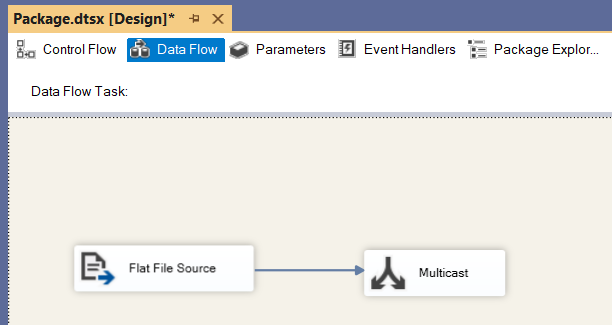 Package.dtsx [Design]*
Control Flow Data Flow Parameters Event Handlers Package Explor...
Data Flow Task:
Flat File Source Multicast